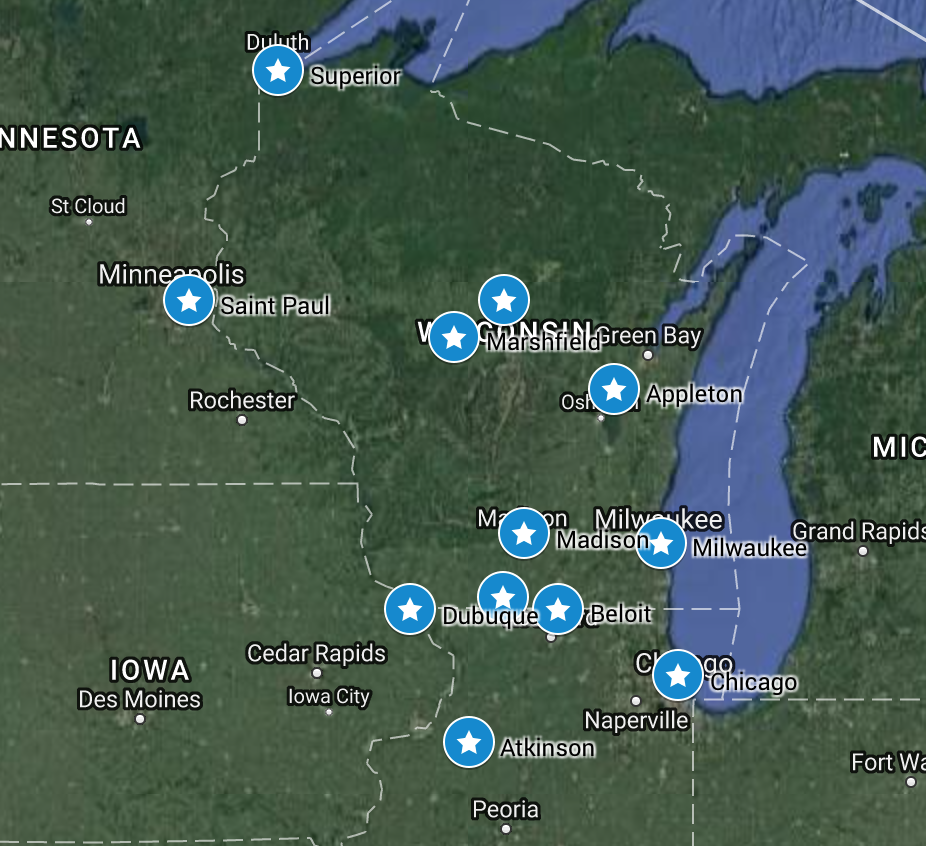 Duluth
Superior
NNESOTA
St Cloud
Minneapolis
Saint Paul
WISCONSIN
Marshfield
Green Bay
Appleton
Rochester
MIC
Madison
Milwaukee
Grand Rapids
Madison
Milwaukee
Dubuque
Beloit
Cedar Rapids
IOWA
Chicago
Chicago
Des Moines
Iowa City
Naperville
Atkinson
Fort Wa
Peoria